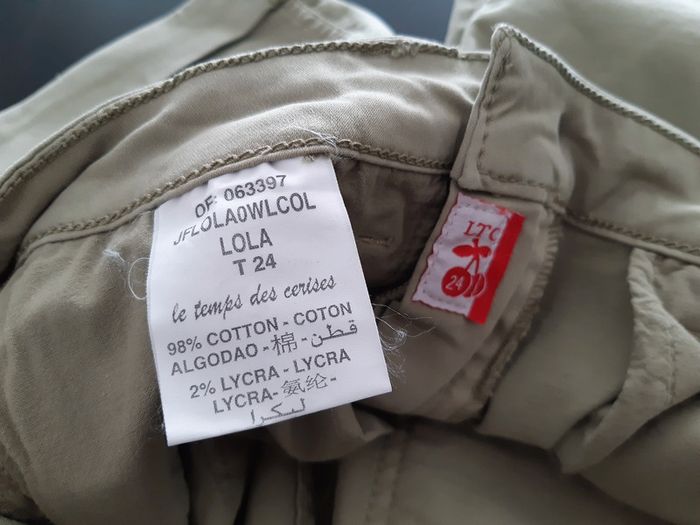 OF: 063397
JFLOLA0WLCOL
LOLA
T 24
le temps des cerises
98% COTTON - COTON
ALGODAO - 棉 - قطن
2% LYCRA - LYCRA
LYCRA - 氨纶 -
ليكرا
LTC
24